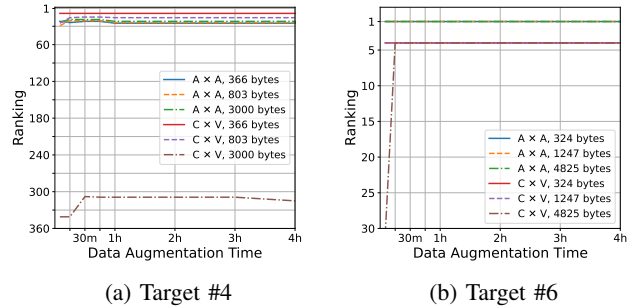 1
60
120
180
240
300
360
Ranking
A × A, 366 bytes
A × A, 803 bytes
A × A, 3000 bytes
C × V, 366 bytes
C × V, 803 bytes
C × V, 3000 bytes
30m 1h 2h 3h 4h
Data Augmentation Time
(a) Target #4
1
5
10
15
20
25
30
Ranking
A × A, 324 bytes
A × A, 1247 bytes
A × A, 4825 bytes
C × V, 324 bytes
C × V, 1247 bytes
C × V, 4825 bytes
30m 1h 2h 3h 4h
Data Augmentation Time
(b) Target #6